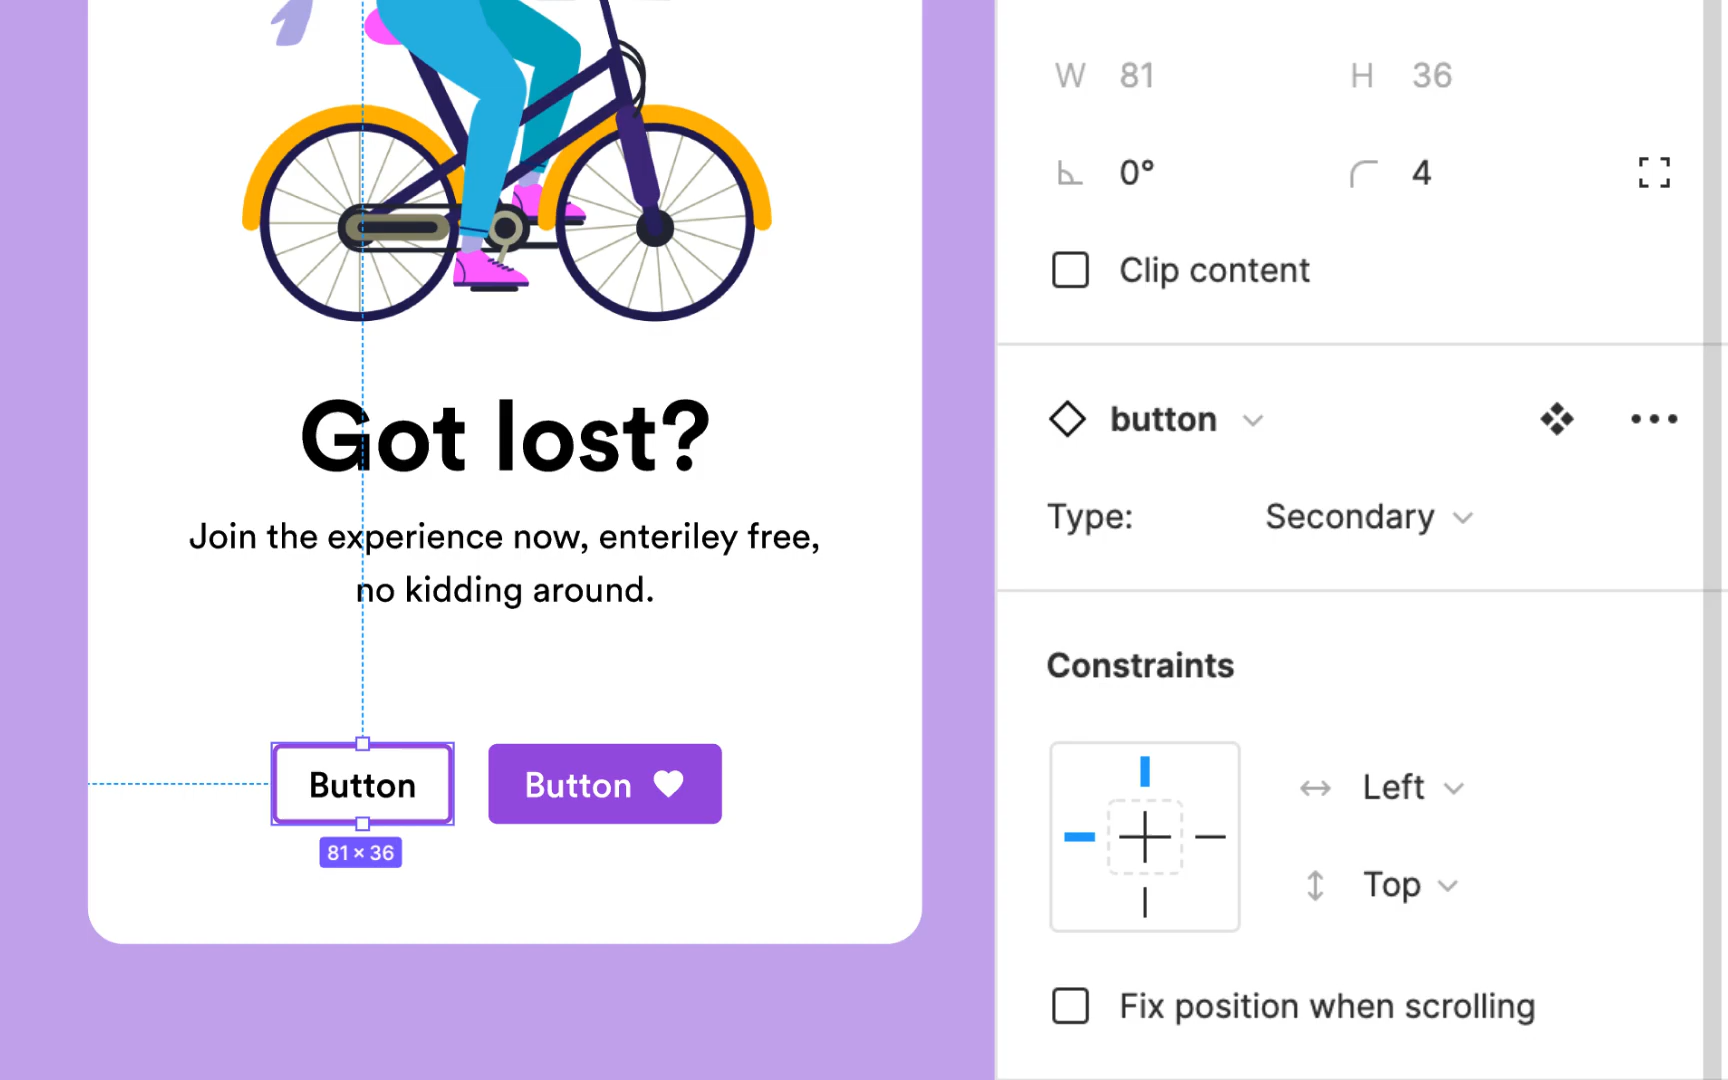 Got lost?
Join the experience now, enteriley free,
no kidding around.
Button
Button
81 × 36
W 81
H 36
0°
4
Clip content
button
Type: Secondary
Constraints
Left
Top
Fix position when scrolling